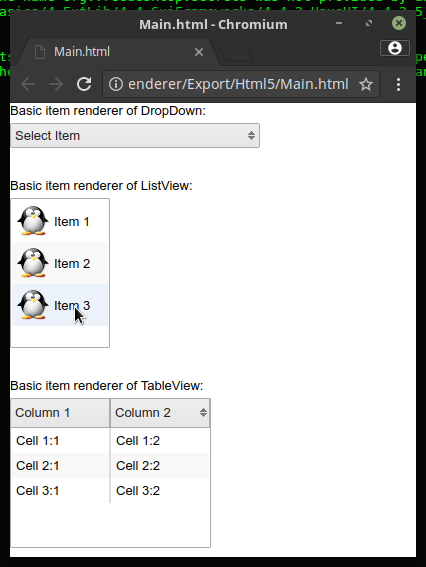 Main.html - Chromium
Main.html
enderer/Export/Html5/Main.html
Basic item renderer of DropDown:
Select Item
Basic item renderer of ListView:
Item 1
Item 2
Item 3
Basic item renderer of TableView:
Column 1 Column 2
Cell 1:1 Cell 1:2
Cell 2:1 Cell 2:2
Cell 3:1 Cell 3:2